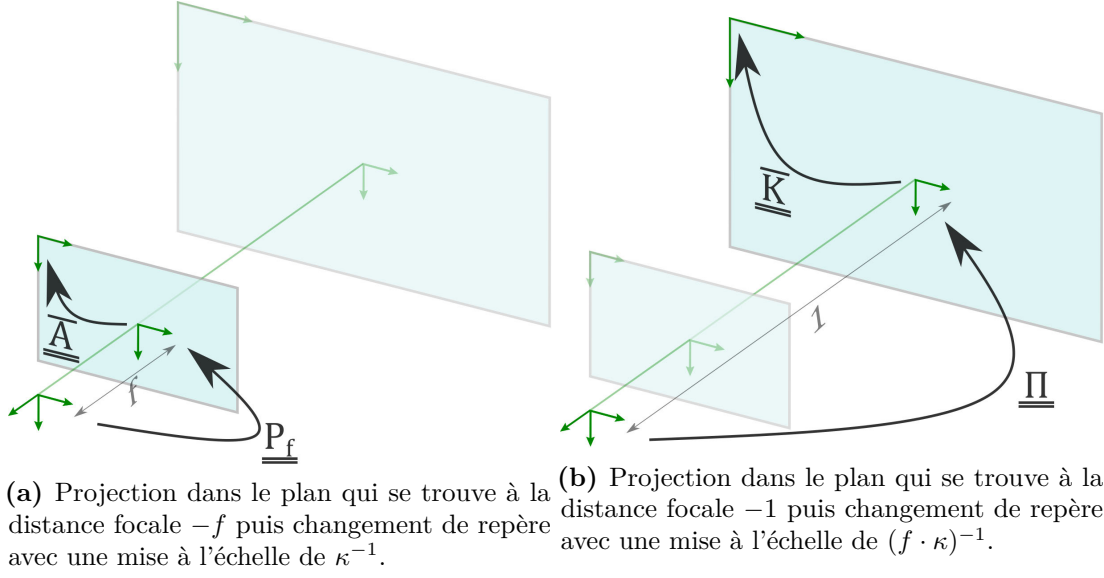 A
f
P_f
K
1
Π
(a) Projection dans le plan qui se trouve à la
distance focale −f puis changement de repère
avec une mise à l'échelle de κ⁻¹.
(b) Projection dans le plan qui se trouve à la
distance focale −1 puis changement de repère
avec une mise à l'échelle de (f · κ)⁻¹.